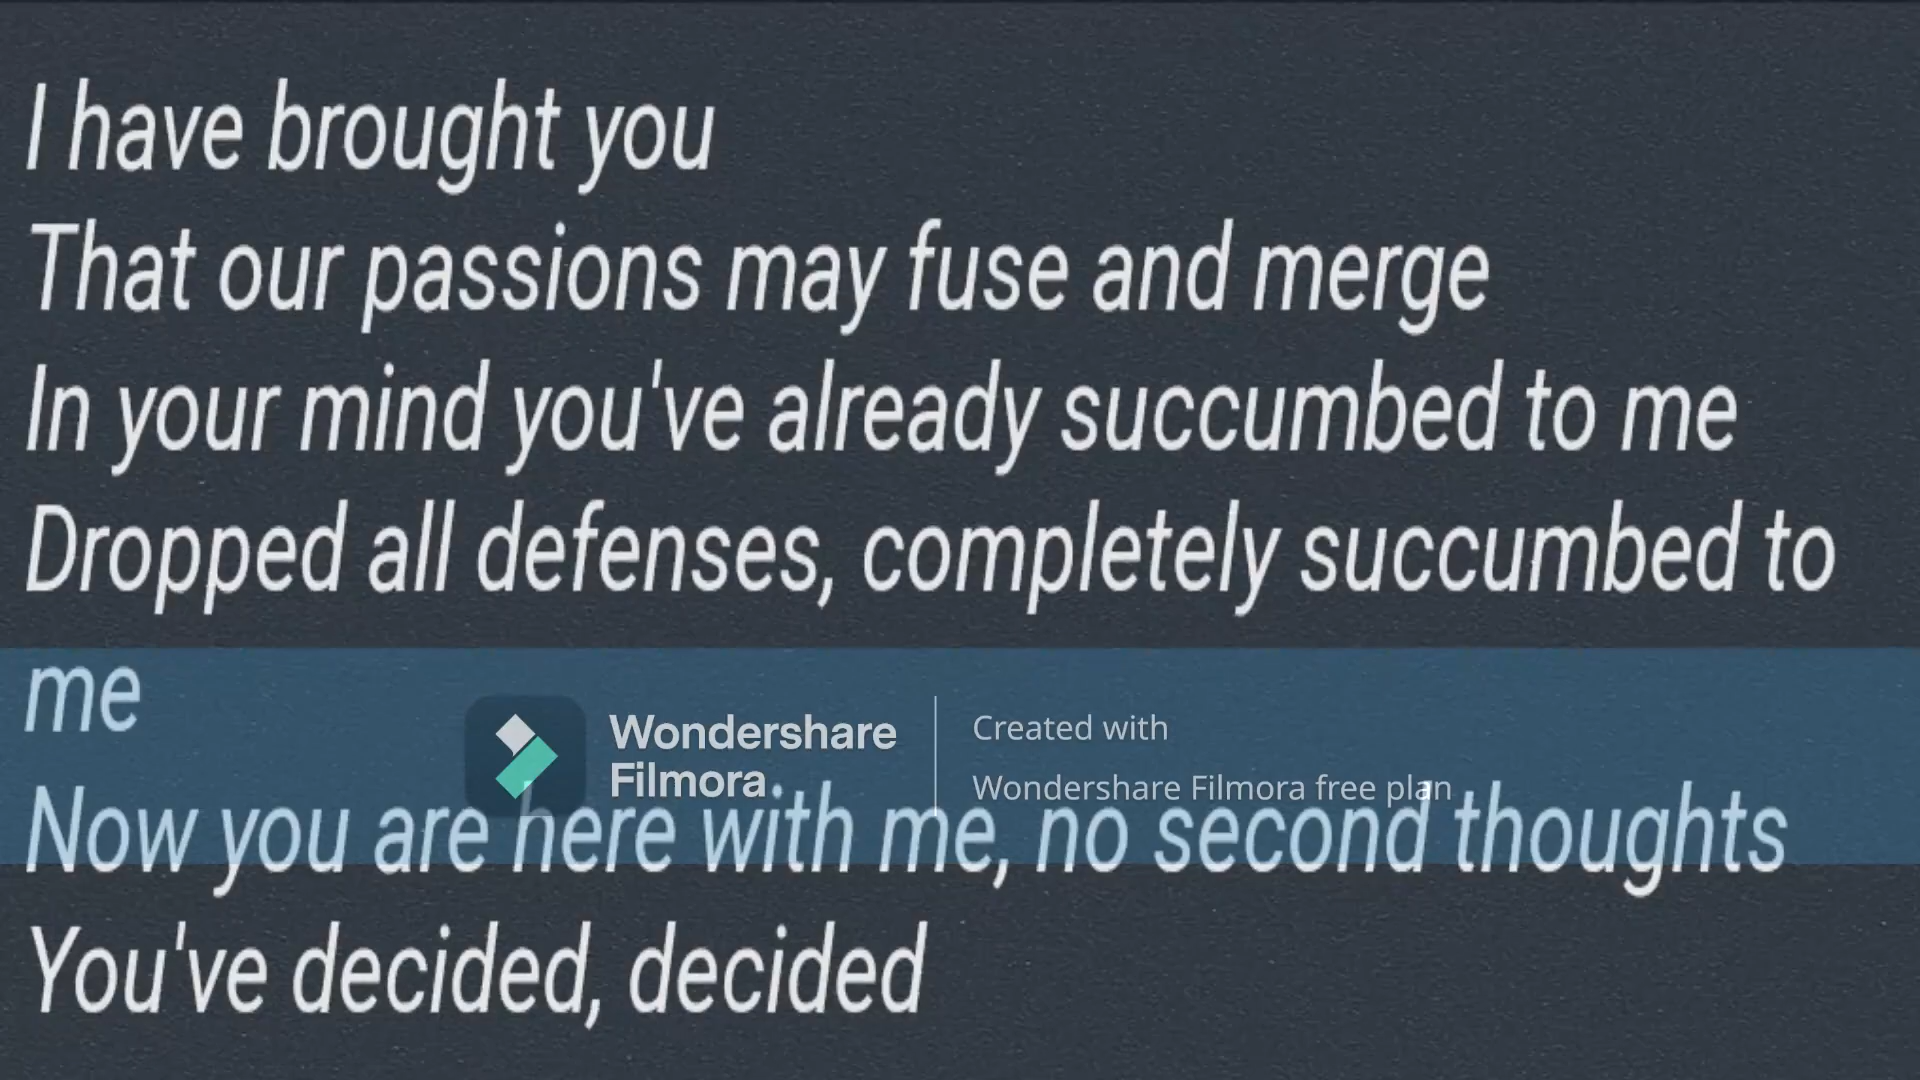 I have brought you
That our passions may fuse and merge
In your mind you've already succumbed to me
Dropped all defenses, completely succumbed to
me
Wondershare
Filmora
Created with
Wondershare Filmora free plan
Now you are here with me, no second thoughts
You've decided, decided